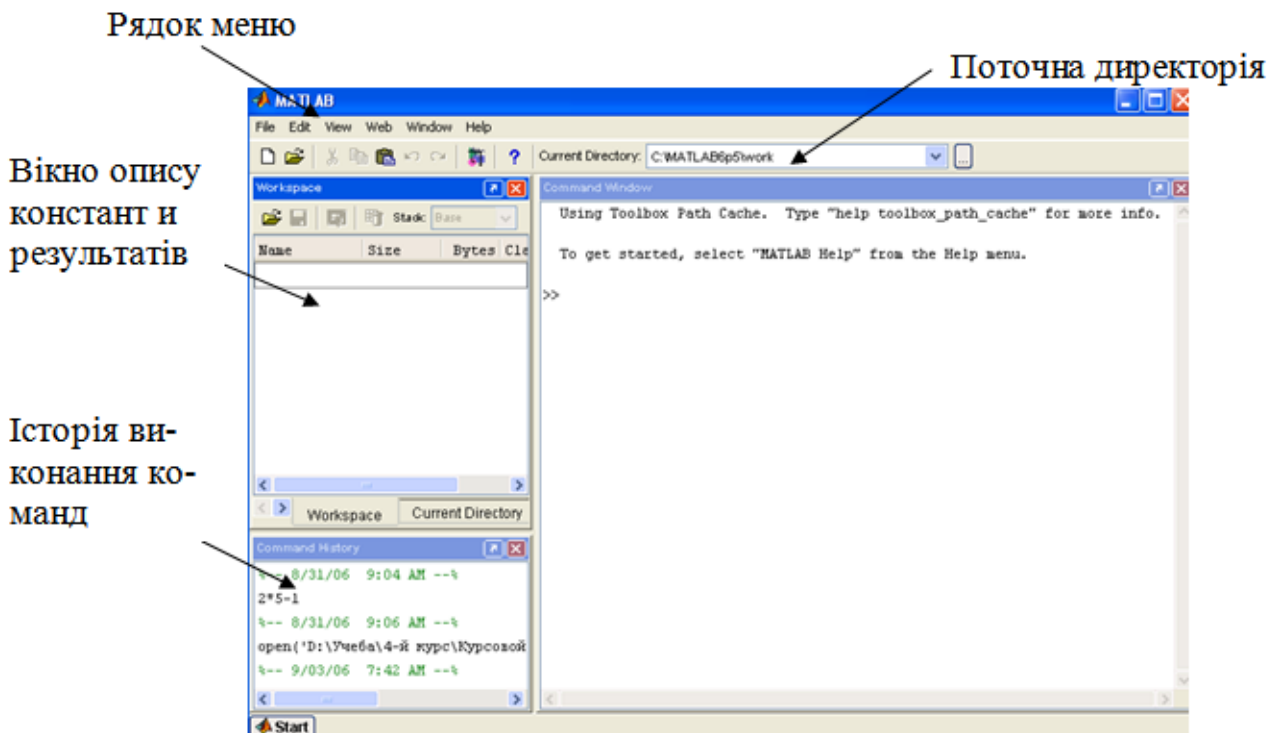 Рядок меню
Поточна директорія
MATLAB
File Edit View Web Window Help
Current Directory: C:\MATLAB6p5\work
Вікно опису
констант и
результатів
Workspace
Stack: Base
Name Size Bytes Cla
Command Window
Using Toolbox Path Cache. Type "help toolbox_path_cache" for more info.
To get started, select "MATLAB Help" from the Help menu.
>>
Workspace Current Directory
Історія ви-
конання ко-
манд
Command History
%-- 8/31/06 9:04 AM --%
2*5-1
%-- 8/31/06 9:06 AM --%
open('D:\Учеба\4-й курс\Курсовой
%-- 9/03/06 7:42 AM --%
Start